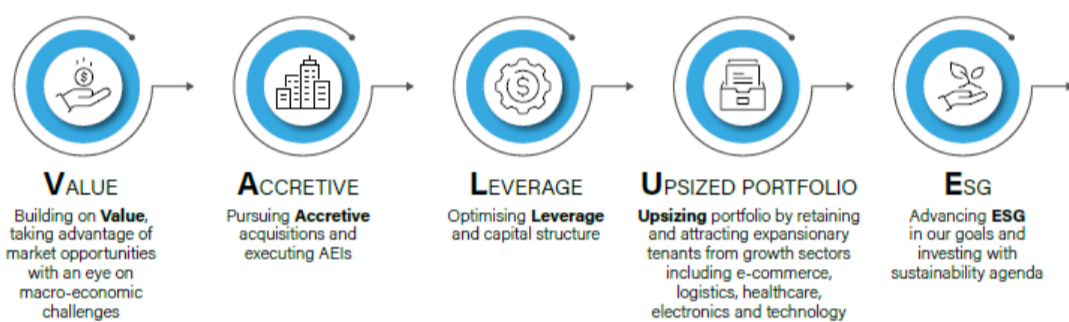 VALUE
Building on Value,
taking advantage of
market opportunities
with an eye on
macro-economic
challenges
ACCRETIVE
Pursuing Accretive
acquisitions and
executing AEIs
LEVERAGE
Optimising Leverage
and capital structure
UPSIZED PORTFOLIO
Upsizing portfolio by retaining
and attracting expansionary
tenants from growth sectors
including e-commerce,
logistics, healthcare,
electronics and technology
ESG
Advancing ESG
in our goals and
investing with
sustainability agenda